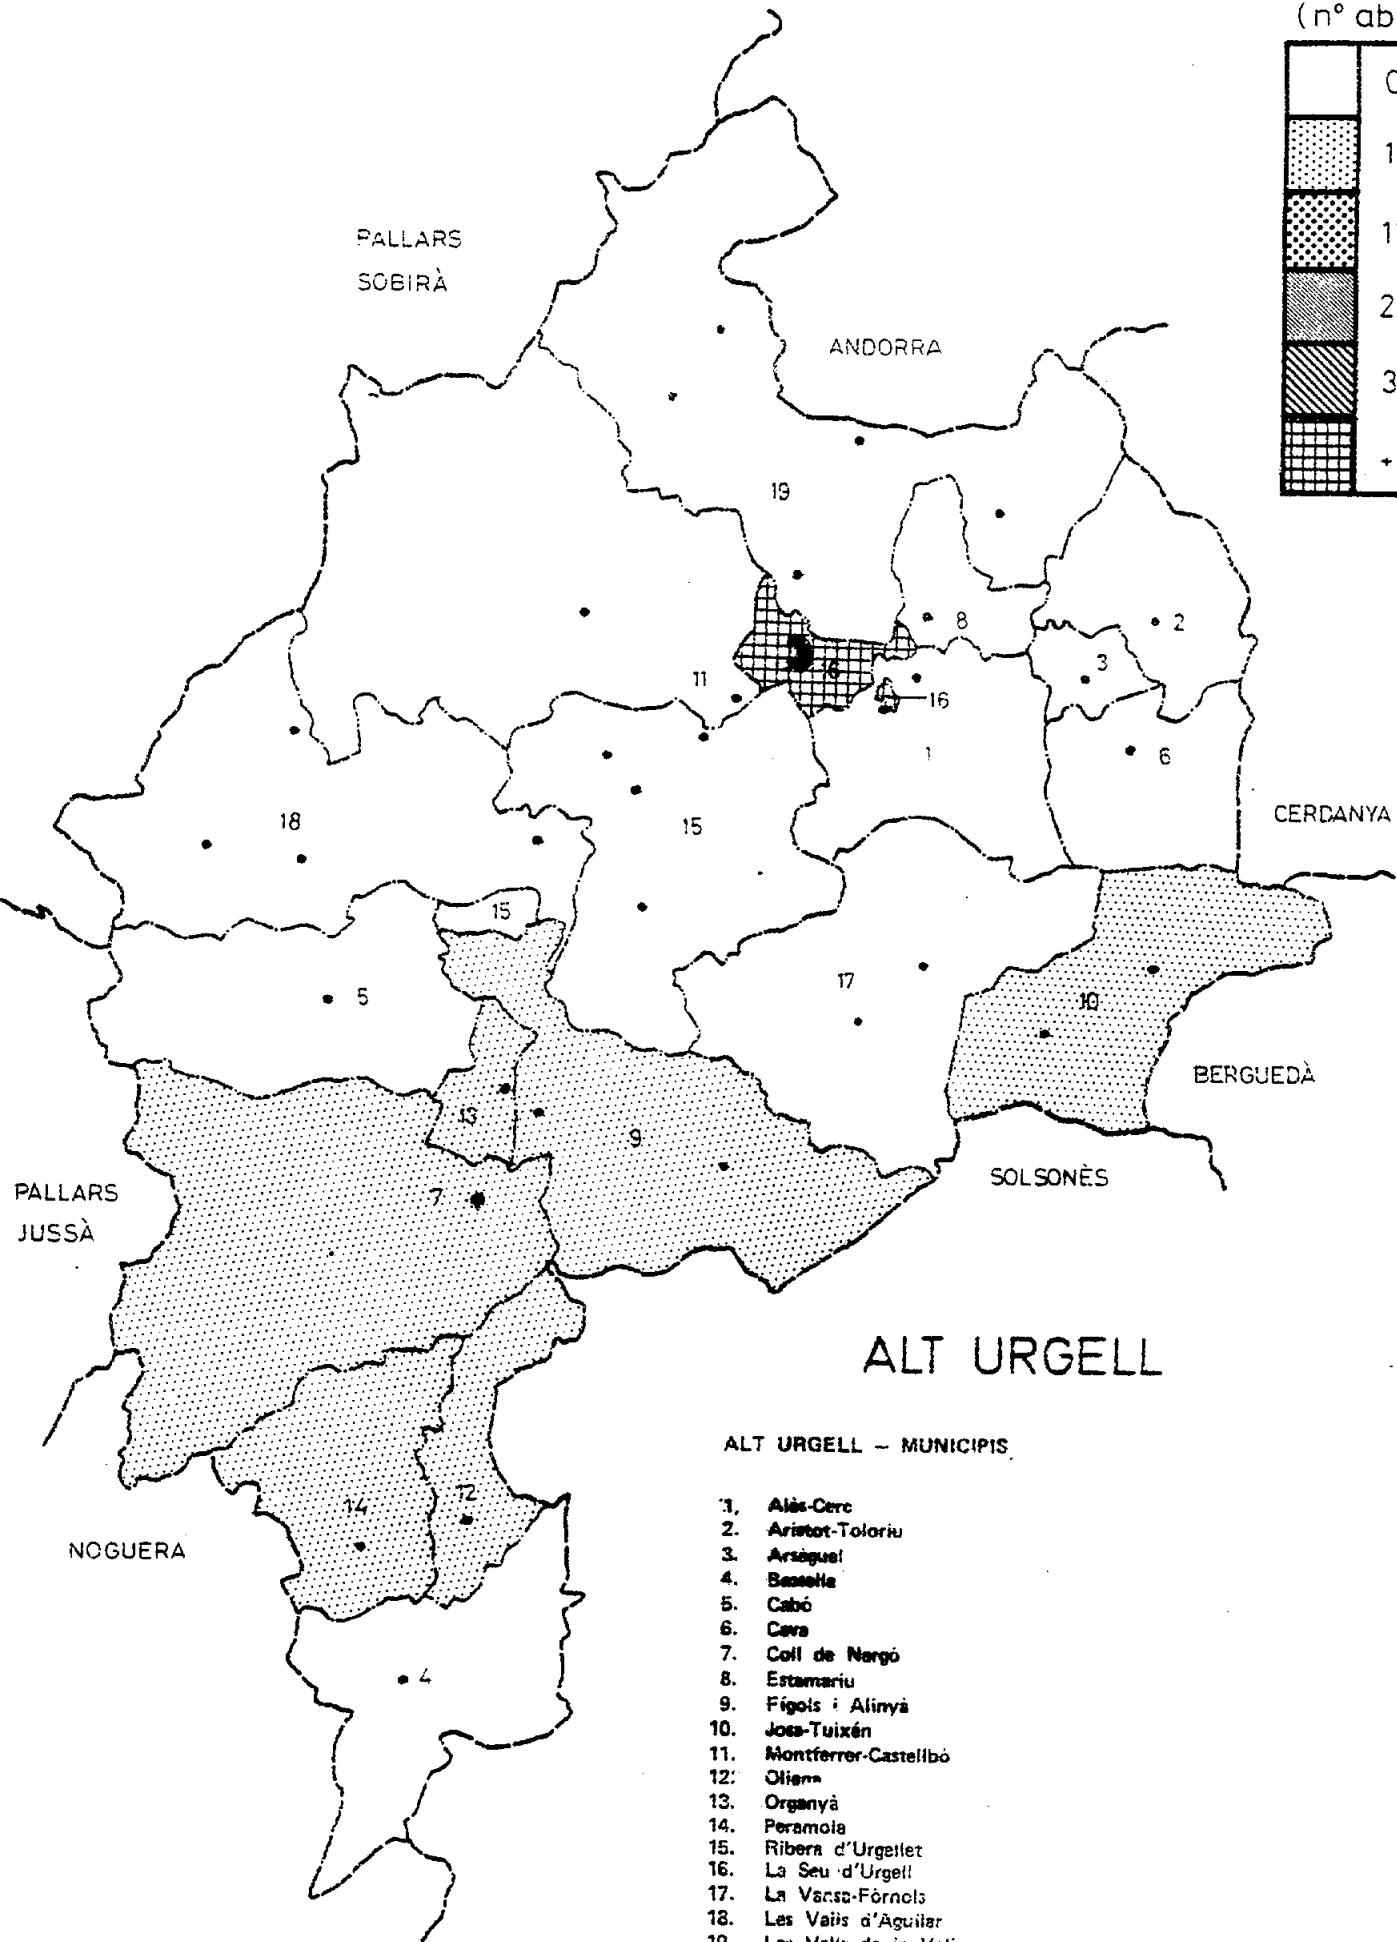 (nº ab
0
1
1
2
3
+
PALLARS
SOBIRÀ
ANDORRA
19
8
2
3
16
11
16
1
6
CERDANYA
18
15
15
5
17
10
BERGUEDÀ
13
9
SOLSONÈS
PALLARS
JUSSÀ
7
ALT URGELL
ALT URGELL – MUNICIPIS
14
12
NOGUERA
4
1. Alàs-Cerc
2. Aristot-Toloriu
3. Arseguel
4. Bassella
5. Cabó
6. Cava
7. Coll de Nargó
8. Estamariu
9. Fígols i Alinyà
10. Josa-Tuixén
11. Montferrer-Castellbó
12. Oliana
13. Organyà
14. Peramola
15. Ribera d'Urgellet
16. La Seu d'Urgell
17. La Vansa-Fórnols
18. Les Valls d'Aguilar
19.